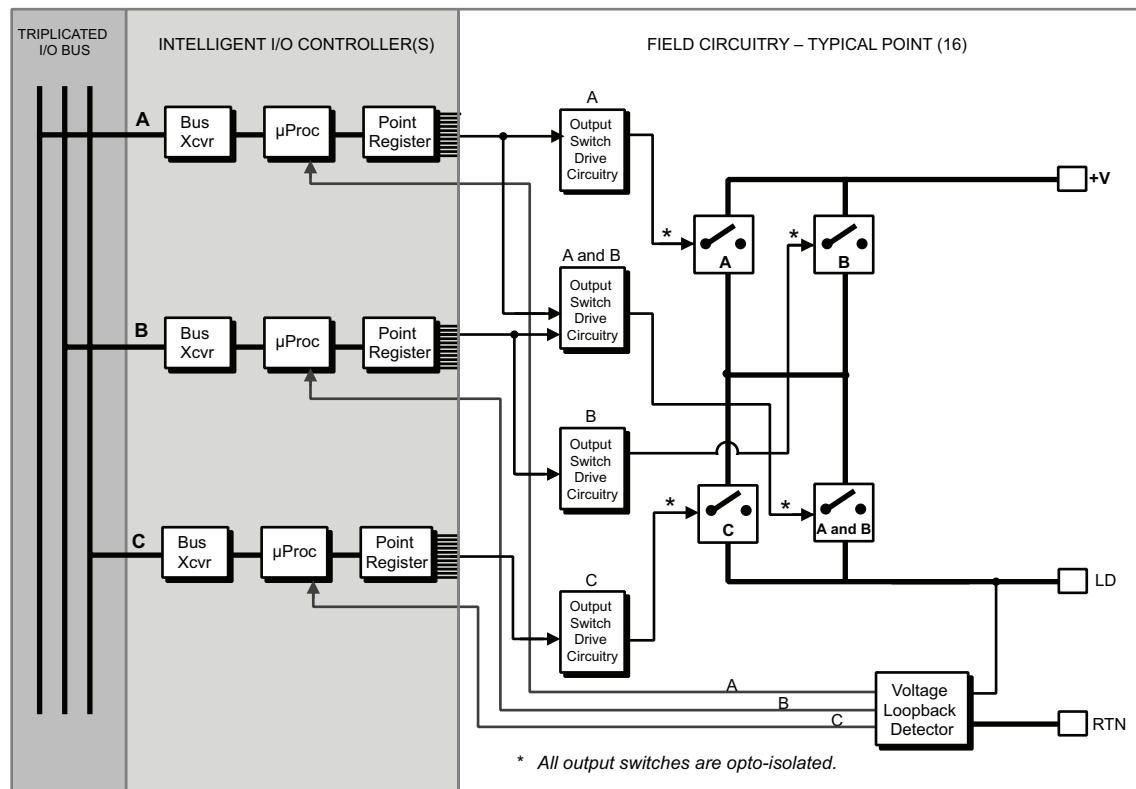 TRIPLICATED
I/O BUS
INTELLIGENT I/O CONTROLLER(S)
FIELD CIRCUITRY – TYPICAL POINT (16)
A
Bus
Xcvr
µProc
Point
Register
A
Output
Switch
Drive
Circuitry
+V
*
A
*
B
A and B
Output
Switch
Drive
Circuitry
B
Bus
Xcvr
µProc
Point
Register
B
Output
Switch
Drive
Circuitry
*
C
*
A and B
C
Bus
Xcvr
µProc
Point
Register
C
Output
Switch
Drive
Circuitry
LD
A
B
C
Voltage
Loopback
Detector
RTN
* All output switches are opto-isolated.